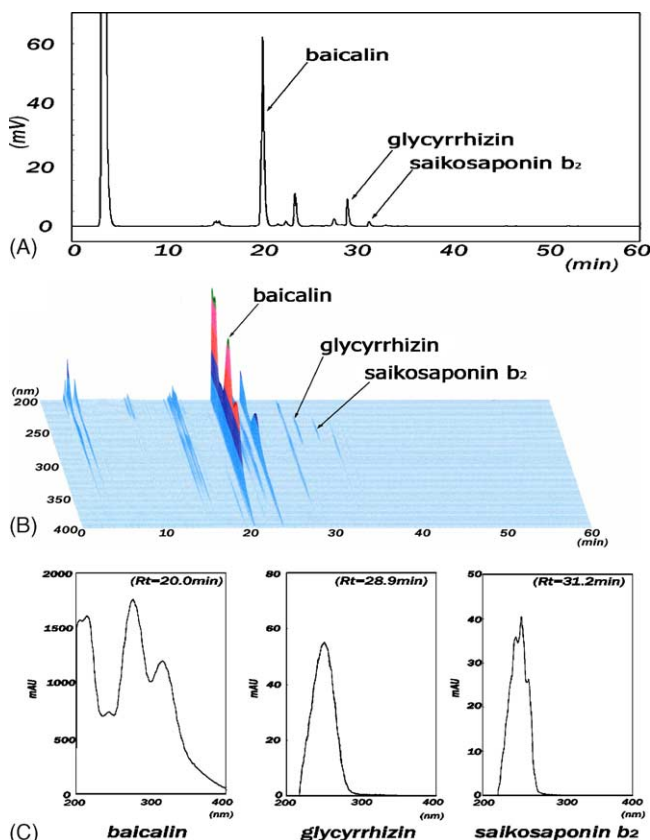 60
baicalin
40
(mV)
glycyrrhizin
20
saikosaponin b2
0
(A)
0 10 20 30 40 50 60
(min)
baicalin
glycyrrhizin
(nm)
saikosaponin b2
200
250
300
350
(B)
400
0 10 20 30 40 50 60
(min)
(Rt=20.0min)
2000
1500
1000
500
0
mAU
200 300 400
(nm)
baicalin
(Rt=28.9min)
80
60
40
20
0
mAU
200 300 400
(nm)
glycyrrhizin
(Rt=31.2min)
50
40
30
20
10
0
mAU
200 300 400
(nm)
saikosaponin b2
(C)